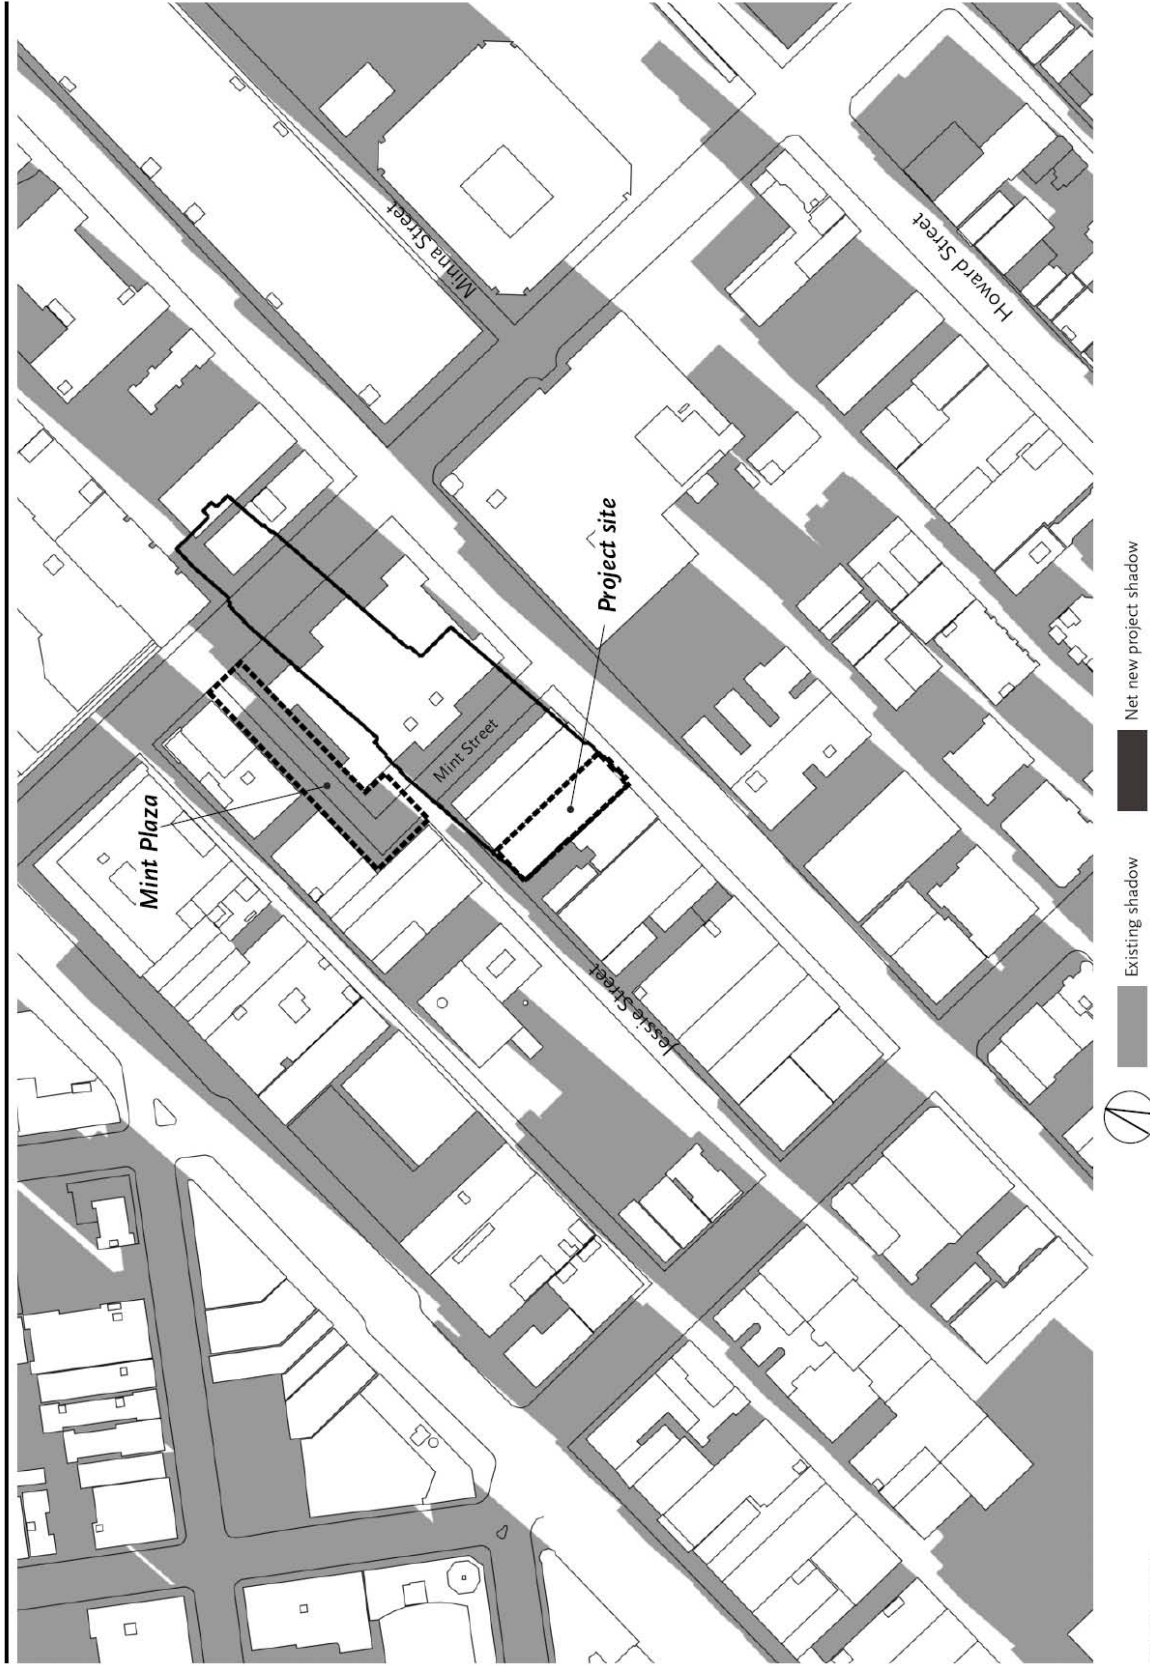 Minna Street
Howard Street
Project site
Mint Street
Mint Plaza
Jessie Street
Existing shadow
Net new project shadow